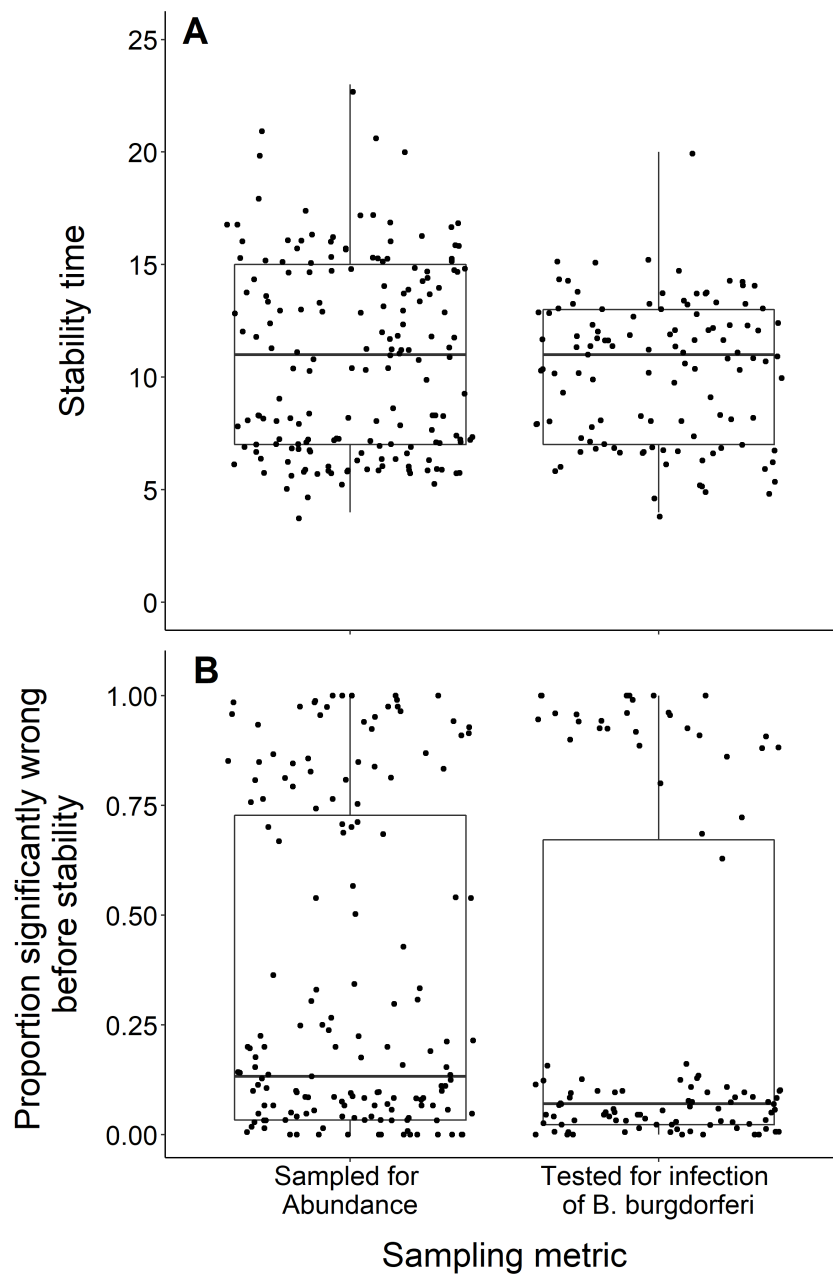 A
25
20
15
10
5
0
Stability time
B
1.00
0.75
0.50
0.25
0.00
Proportion significantly wrong
before stability
Sampled for
Abundance
Tested for infection
of B. burgdorferi
Sampling metric